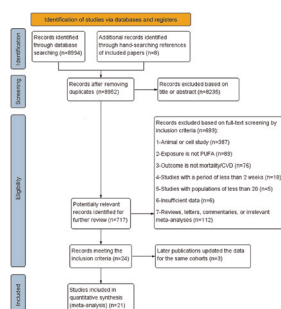 Identification of studies via databases and registers
Identification
Records identified
through database
searching (n=8994)
Additional records identified
through hand-searching references
of included papers (n=8)
Screening
Records after removing
duplicates (n=8952)
Records excluded based on
title or abstract (n=8235)
Eligibility
Records excluded based on full-text screening by
inclusion criteria (n=693):
1-Animal or cell study (n=387)
2-Exposure is not PUFA (n=89)
3-Outcome is not mortality/CVD (n=76)
4-Studies with a period of less than 2 weeks (n=18)
5-Studies with populations of less than 20 (n=5)
6-Insufficient data (n=6)
7-Reviews, letters, commentaries, or irrelevant
meta-analyses (n=112)
Potentially relevant
records identified for
further review (n=717)
Records meeting the
inclusion criteria (n=24)
Later publications updated the data
for the same cohorts (n=3)
Included
Studies included in
quantitative synthesis
(meta-analysis) (n=21)